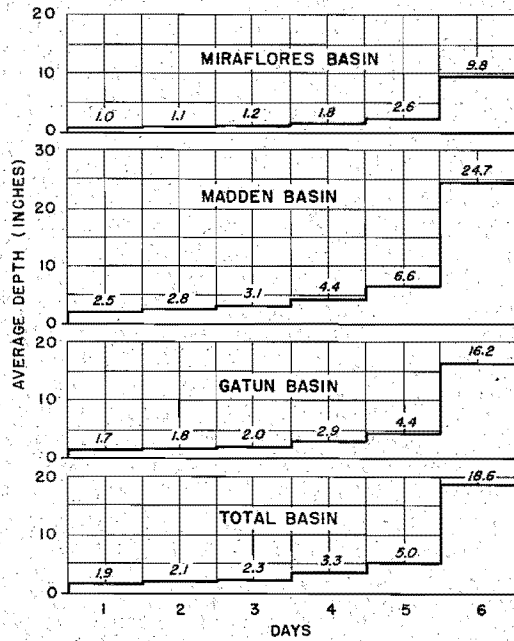 20
MIRAFLORES BASIN
10
1.0 1.1 1.2 1.8 2.6 9.8
0
30
MADDEN BASIN
24.7
20
10
2.5 2.8 3.1 4.4 6.6
0
20
GATUN BASIN
16.2
10
1.7 1.8 2.0 2.9 4.4
0
20
TOTAL BASIN
18.6
10
1.9 2.1 2.3 3.3 5.0
0
1 2 3 4 5 6
DAYS
AVERAGE DEPTH (INCHES)